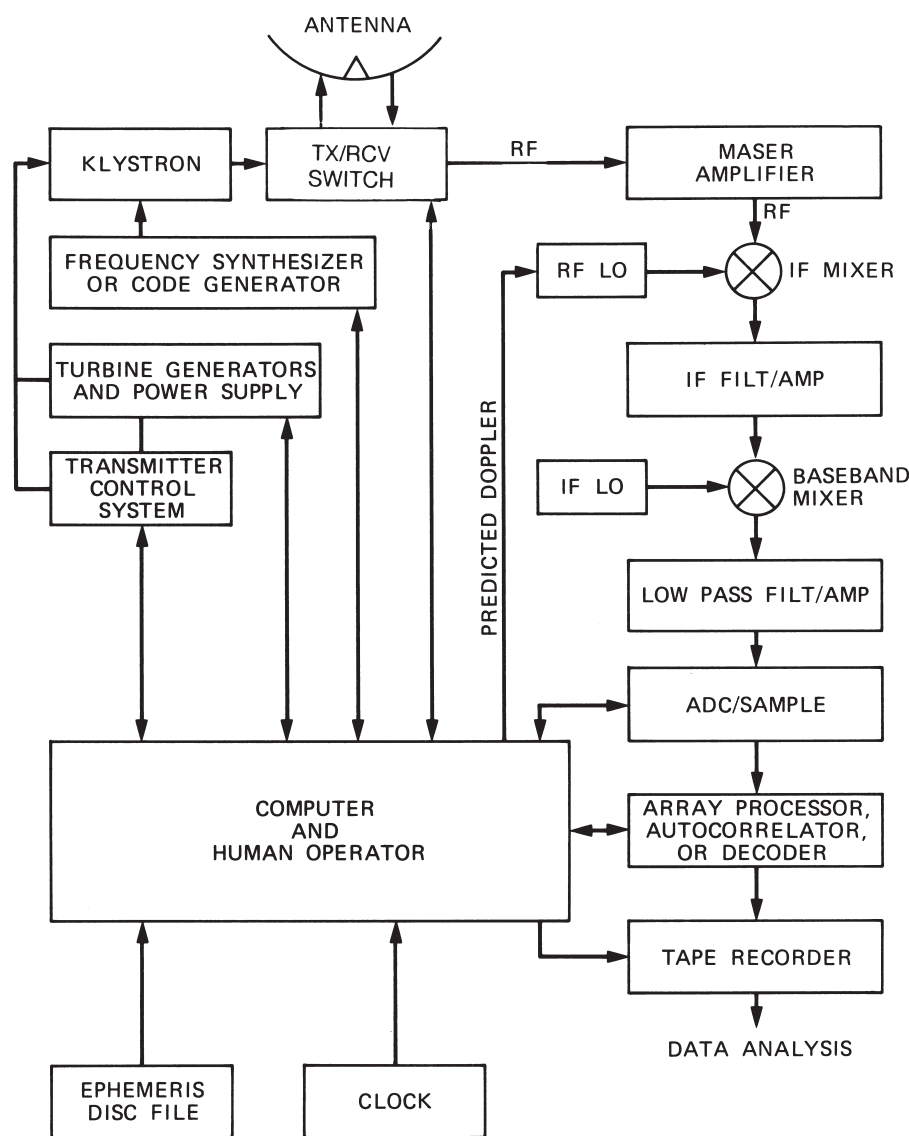 ANTENNA
KLYSTRON
TX/RCV
SWITCH
RF
MASER
AMPLIFIER
RF
FREQUENCY SYNTHESIZER
OR CODE GENERATOR
RF LO
IF MIXER
TURBINE GENERATORS
AND POWER SUPPLY
IF FILT/AMP
TRANSMITTER
CONTROL
SYSTEM
PREDICTED DOPPLER
IF LO
BASEBAND
MIXER
LOW PASS FILT/AMP
ADC/SAMPLE
COMPUTER
AND
HUMAN OPERATOR
ARRAY PROCESSOR,
AUTOCORRELATOR,
OR DECODER
TAPE RECORDER
DATA ANALYSIS
EPHEMERIS
DISC FILE
CLOCK